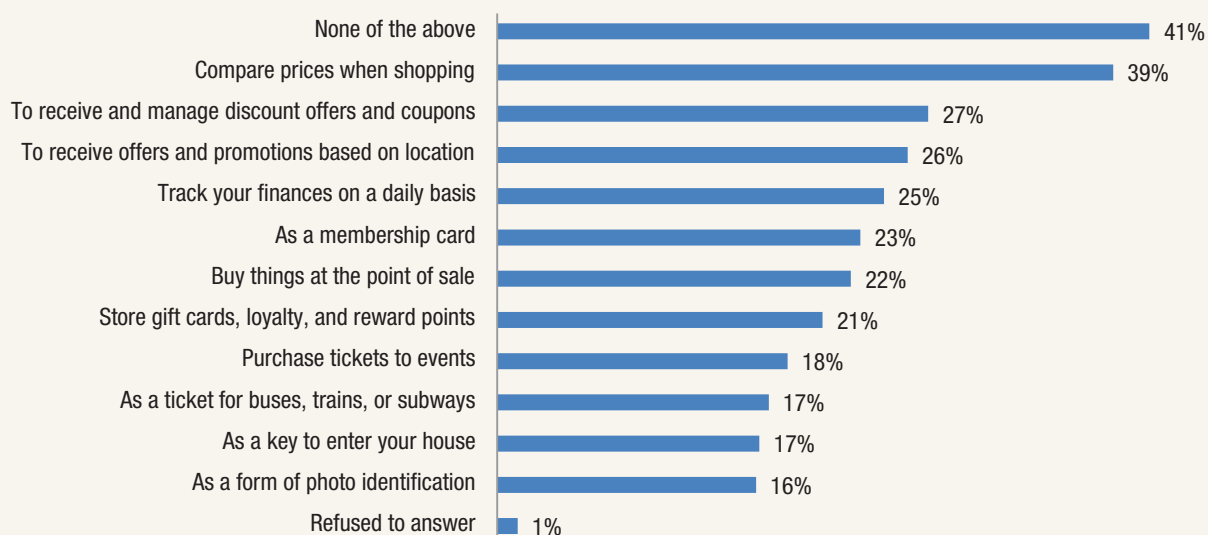 None of the above 41%
Compare prices when shopping 39%
To receive and manage discount offers and coupons 27%
To receive offers and promotions based on location 26%
Track your finances on a daily basis 25%
As a membership card 23%
Buy things at the point of sale 22%
Store gift cards, loyalty, and reward points 21%
Purchase tickets to events 18%
As a ticket for buses, trains, or subways 17%
As a key to enter your house 17%
As a form of photo identification 16%
Refused to answer 1%